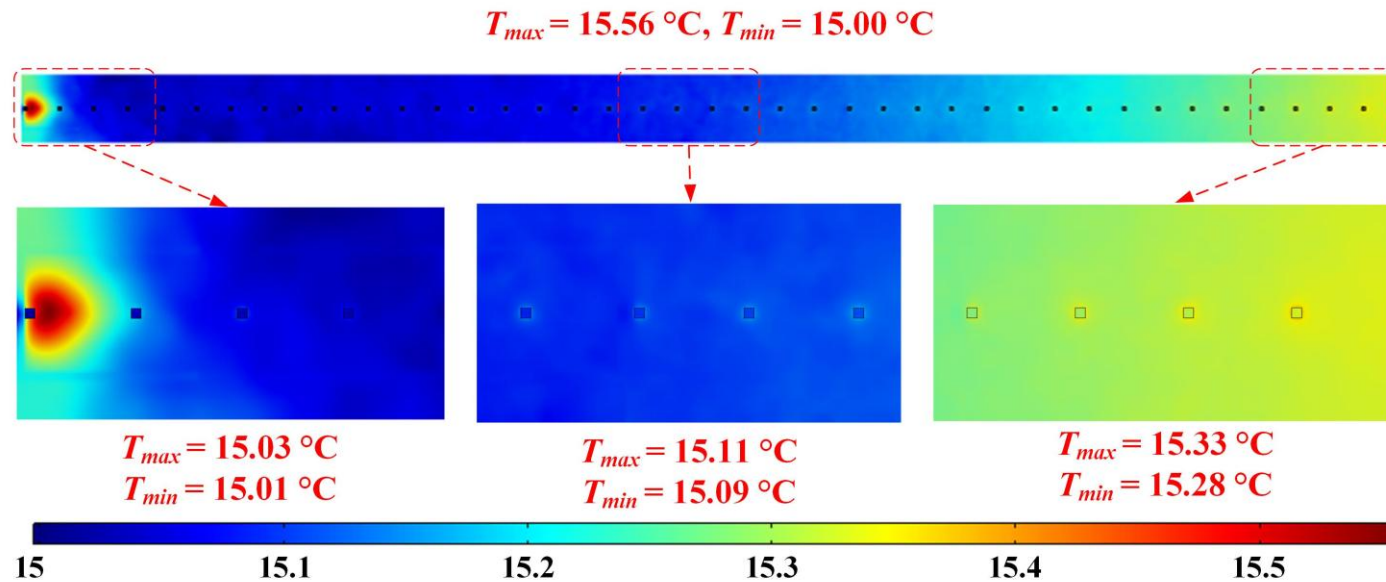 Tmax = 15.56 °C, Tmin = 15.00 °C
Tmax = 15.03 °C
Tmin = 15.01 °C
Tmax = 15.11 °C
Tmin = 15.09 °C
Tmax = 15.33 °C
Tmin = 15.28 °C
15 15.1 15.2 15.3 15.4 15.5